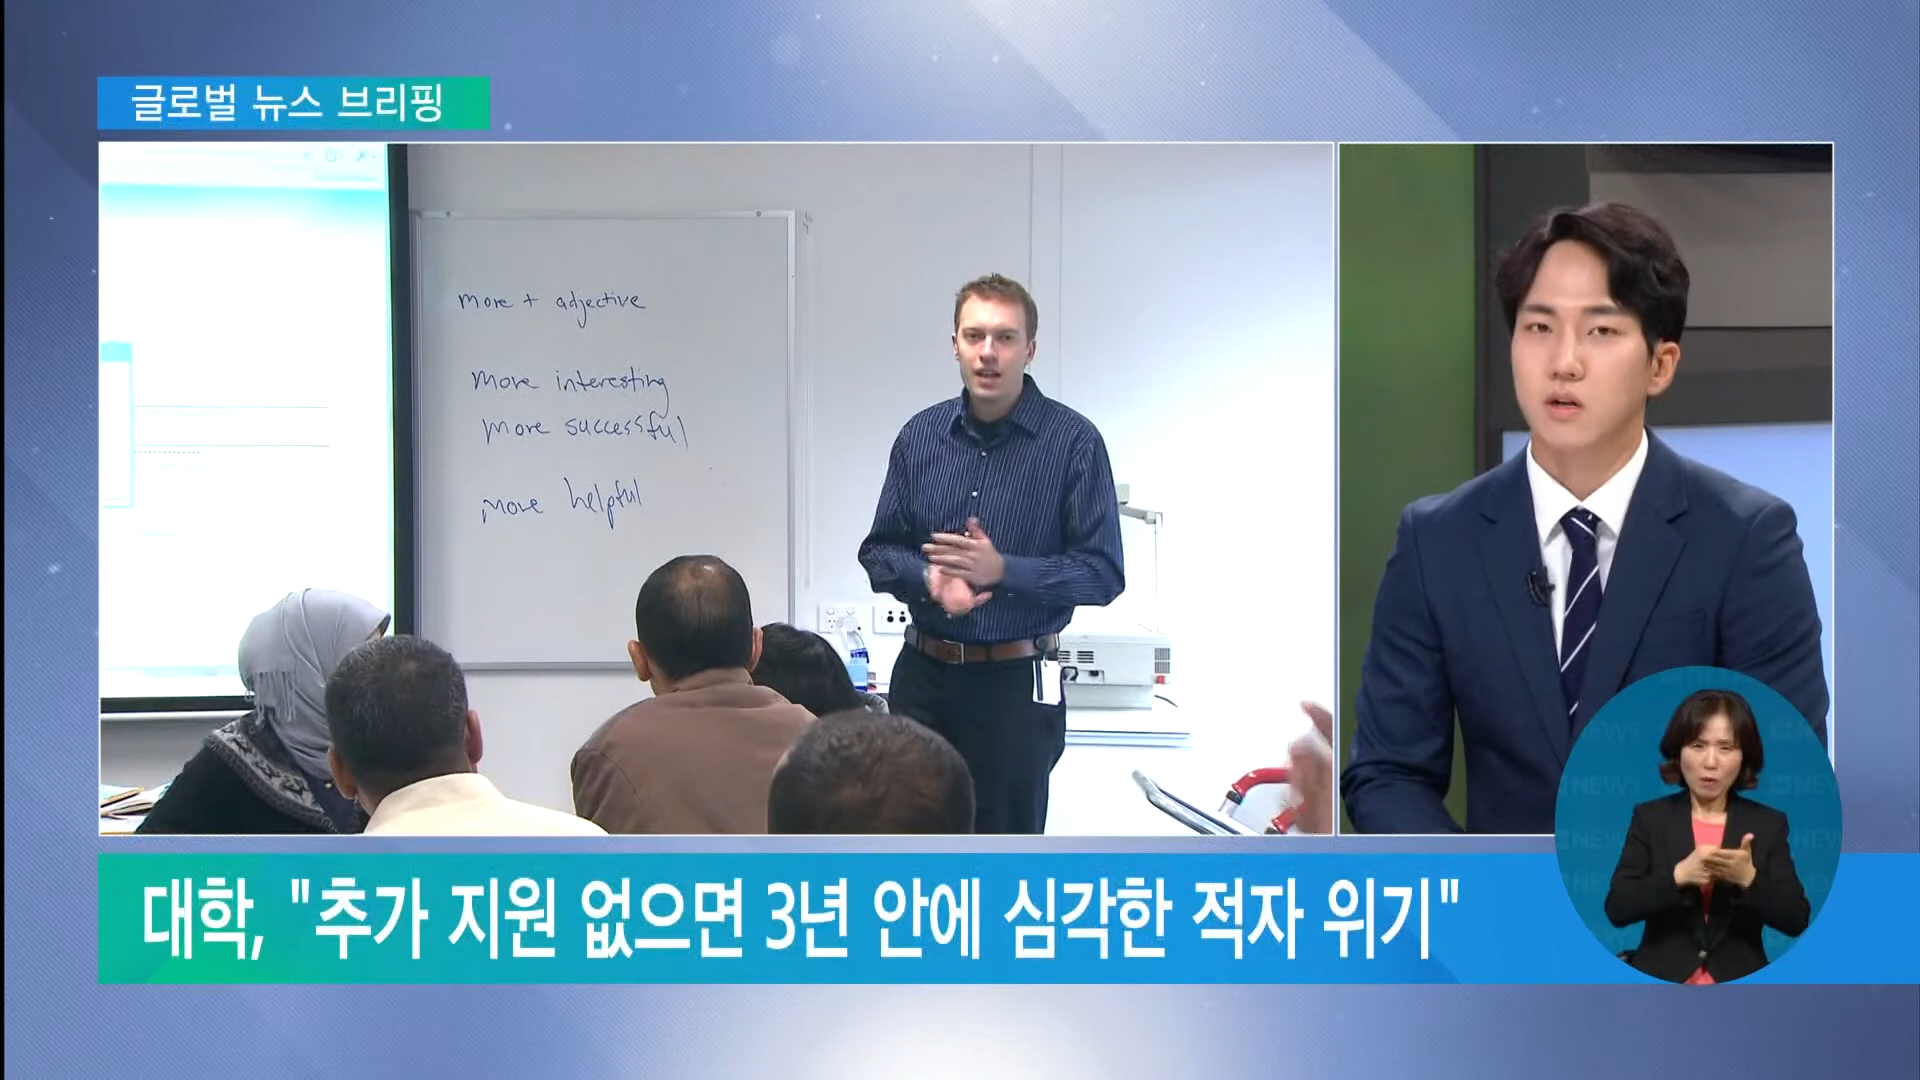 글로벌 뉴스 브리핑
more + adjective
more interesting
more successful
more helpful
NEWS
대학, "추가 지원 없으면 3년 안에 심각한 적자 위기"